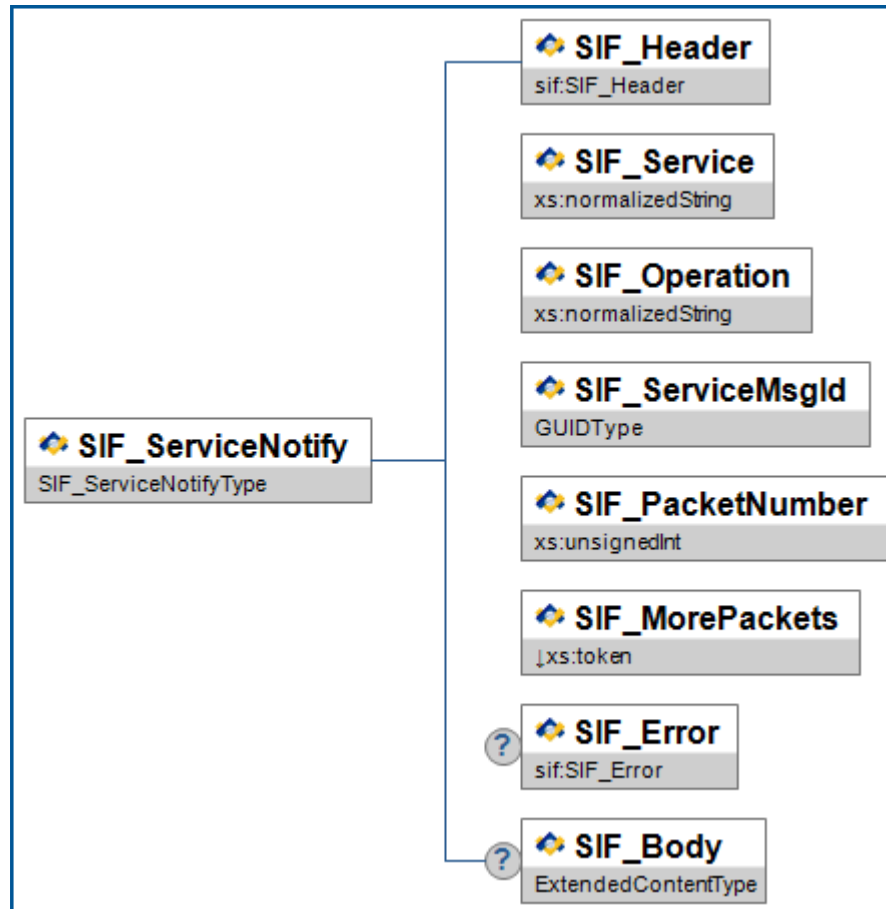 SIF_Header
sif:SIF_Header
SIF_Service
xs:normalizedString
SIF_Operation
xs:normalizedString
SIF_ServiceMsgId
GUIDType
SIF_ServiceNotify
SIF_ServiceNotifyType
SIF_PacketNumber
xs:unsignedInt
SIF_MorePackets
↓xs:token
?
SIF_Error
sif:SIF_Error
?
SIF_Body
ExtendedContentType